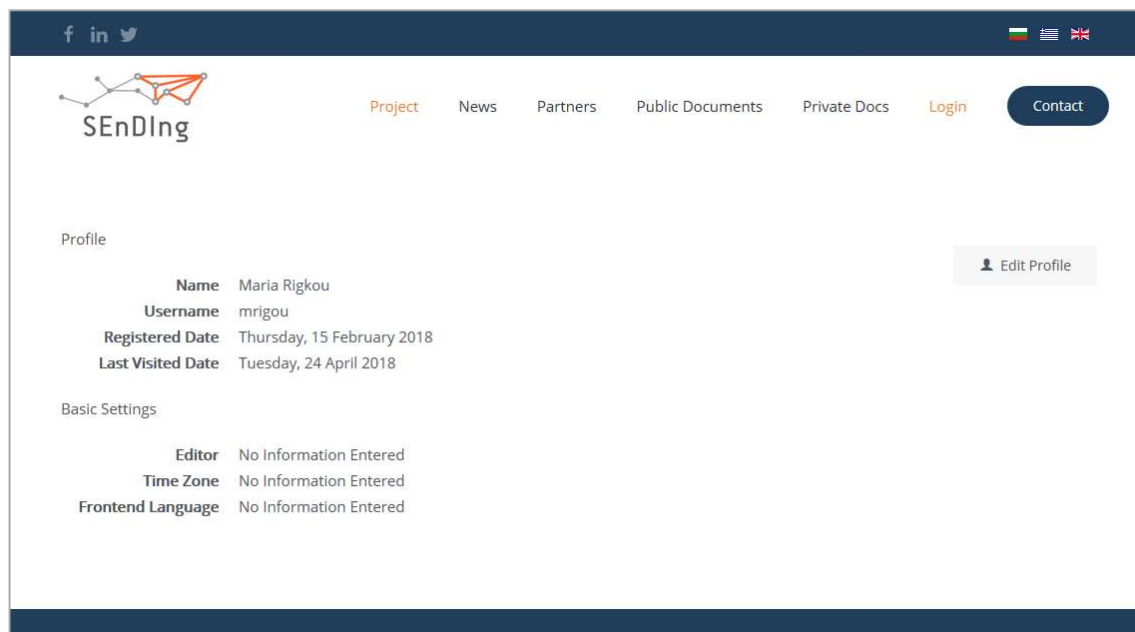 SEnDIng
Project News Partners Public Documents Private Docs Login Contact
Profile
Edit Profile
Name Maria Rigkou
Username mrigou
Registered Date Thursday, 15 February 2018
Last Visited Date Tuesday, 24 April 2018
Basic Settings
Editor No Information Entered
Time Zone No Information Entered
Frontend Language No Information Entered